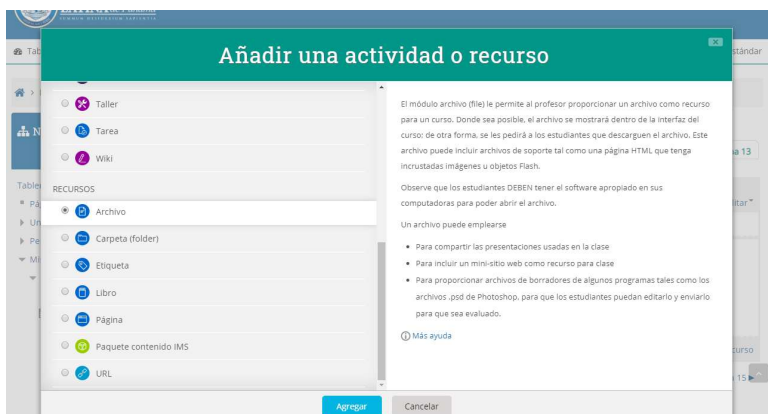 LATINA de Panamá
Añadir una actividad o recurso
Tab
stándar
Taller
Tarea
Wiki
RECURSOS
Archivo
Carpeta (folder)
Etiqueta
Libro
Página
Paquete contenido IMS
URL
El módulo archivo (file) le permite al profesor proporcionar un archivo como recurso
para un curso. Donde sea posible, el archivo se mostrará dentro de la interfaz del
curso: de otra forma, se les pedirá a los estudiantes que descarguen el archivo. Este
archivo puede incluir archivos de soporte tal como una página HTML que tenga
incrustadas imágenes u objetos Flash.
Observe que los estudiantes DEBEN tener el software apropiado en sus
computadoras para poder abrir el archivo.
Un archivo puede emplearse
• Para compartir las presentaciones usadas en la clase
• Para incluir un mini-sitio web como recurso para clase
• Para proporcionar archivos de borradores de algunos programas tales como los
archivos .psd de Photoshop, para que los estudiantes puedan editarlo y enviarlo
para que sea evaluado.
Más ayuda
N
Table
Pá
Un
Pe
Mi
a 13
itar
curso
15
Agregar
Cancelar